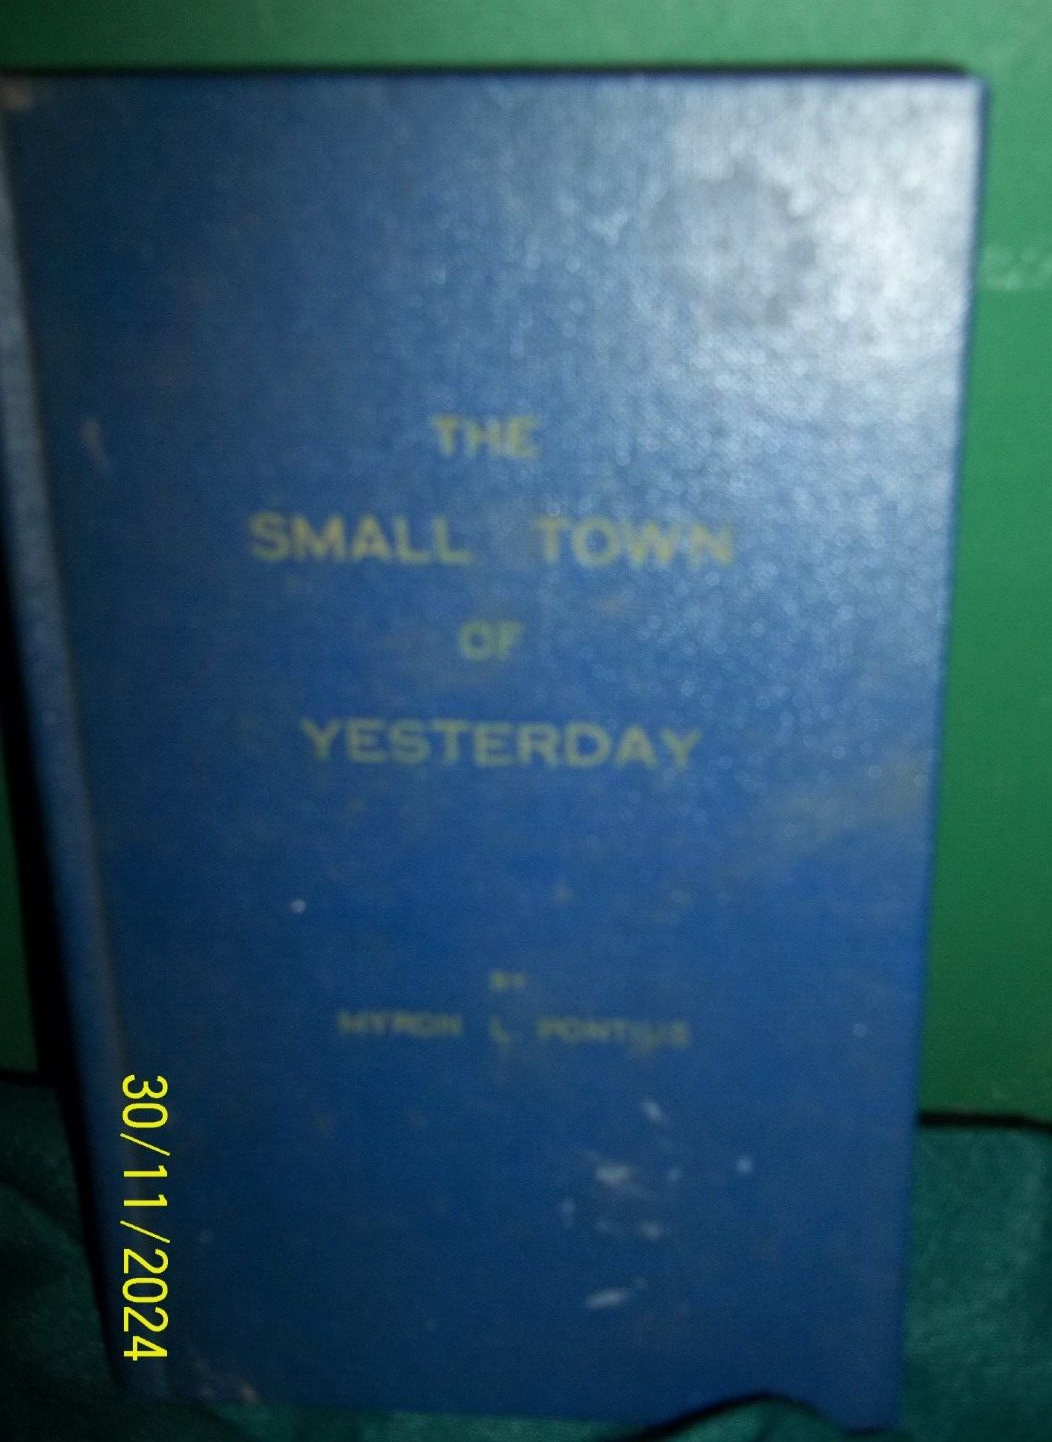 THE
SMALL TOWN
OF
YESTERDAY
BY
MYRON L. PONTIUS
30/11/2024